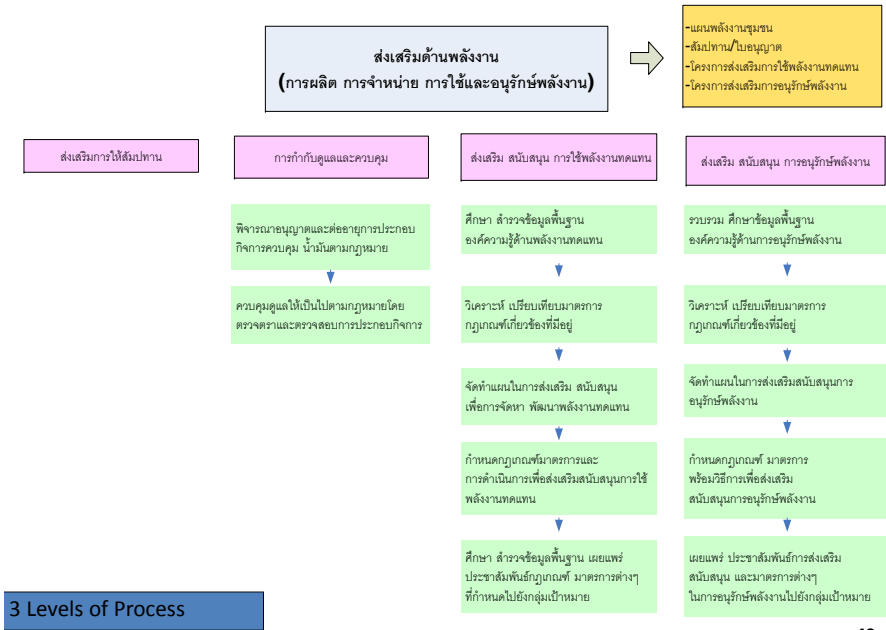 ส่งเสริมด้านพลังงาน
(การผลิต การจำหน่าย การใช้และอนุรักษ์พลังงาน)
-แผนพลังงานชุมชน
-สัมปทาน/ใบอนุญาต
-โครงการส่งเสริมการใช้พลังงานทดแทน
-โครงการส่งเสริมการอนุรักษ์พลังงาน
ส่งเสริมการให้สัมปทาน
การกำกับดูแลและควบคุม
พิจารณาอนุญาตและต่ออายุการประกอบ
กิจการควบคุม น้ำมันตามกฎหมาย
ควบคุมดูแลให้เป็นไปตามกฎหมายโดย
ตรวจตราและตรวจสอบการประกอบกิจการ
ส่งเสริม สนับสนุน การใช้พลังงานทดแทน
ศึกษา สำรวจข้อมูลพื้นฐาน
องค์ความรู้ด้านพลังงานทดแทน
วิเคราะห์ เปรียบเทียบมาตรการ
กฎเกณฑ์เกี่ยวข้องที่มีอยู่
จัดทำแผนในการส่งเสริม สนับสนุน
เพื่อการจัดหา พัฒนาพลังงานทดแทน
กำหนดกฎเกณฑ์มาตรการและ
การดำเนินการเพื่อส่งเสริมสนับสนุนการใช้
พลังงานทดแทน
ศึกษา สำรวจข้อมูลพื้นฐาน เผยแพร่
ประชาสัมพันธ์กฎเกณฑ์ มาตรการต่างๆ
ที่กำหนดไปยังกลุ่มเป้าหมาย
ส่งเสริม สนับสนุน การอนุรักษ์พลังงาน
รวบรวม ศึกษาข้อมูลพื้นฐาน
องค์ความรู้ด้านการอนุรักษ์พลังงาน
วิเคราะห์ เปรียบเทียบมาตรการ
กฎเกณฑ์เกี่ยวข้องที่มีอยู่
จัดทำแผนในการส่งเสริมสนับสนุนการ
อนุรักษ์พลังงาน
กำหนดกฎเกณฑ์ มาตรการ
พร้อมวิธีการเพื่อส่งเสริม
สนับสนุนการอนุรักษ์พลังงาน
เผยแพร่ ประชาสัมพันธ์การส่งเสริม
สนับสนุน และมาตรการต่างๆ
ในการอนุรักษ์พลังงานไปยังกลุ่มเป้าหมาย
3 Levels of Process